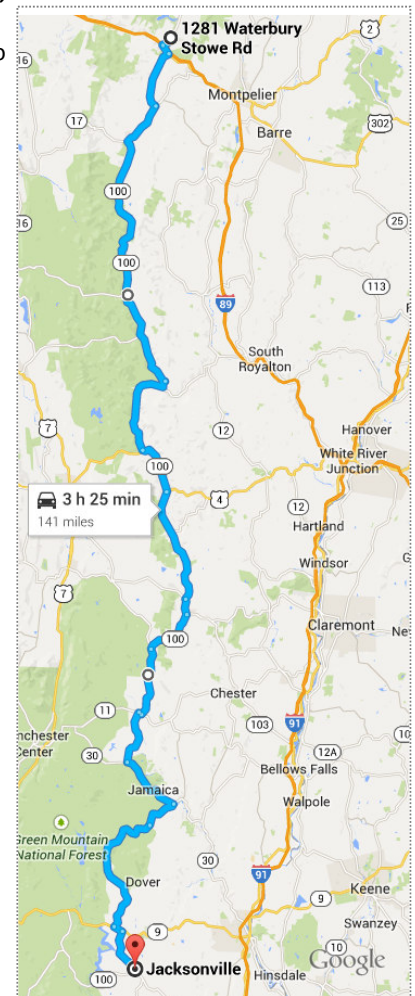 1281 Waterbury
Stowe Rd
2
Montpelier
16
Barre
302
17
100
25
16
100
89
113
South
Royalton
7
12
Hanover
White River
Junction
100
3 h 25 min
141 miles
4
12
Hartland
Windsor
7
Claremont
100
Chester
11
103
91
12A
30
Bellows Falls
Jamaica
Walpole
Green Mountain
National Forest
30
91
Dover
Keene
9
9
Swanzey
10
Google
Jacksonville
100
Hinsdale